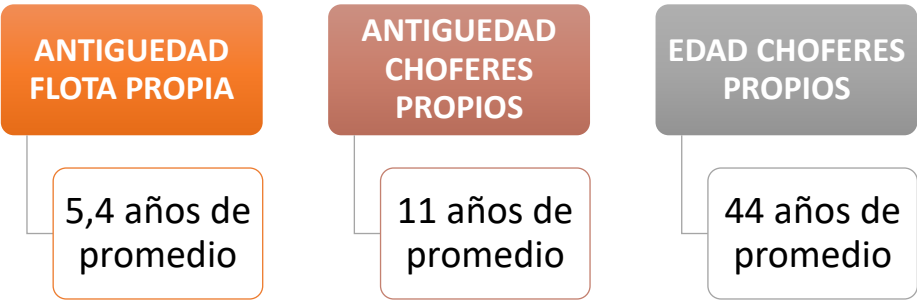 ANTIGUEDAD
FLOTA PROPIA
5,4 años de
promedio
ANTIGUEDAD
CHOFERES
PROPIOS
11 años de
promedio
EDAD CHOFERES
PROPIOS
44 años de
promedio